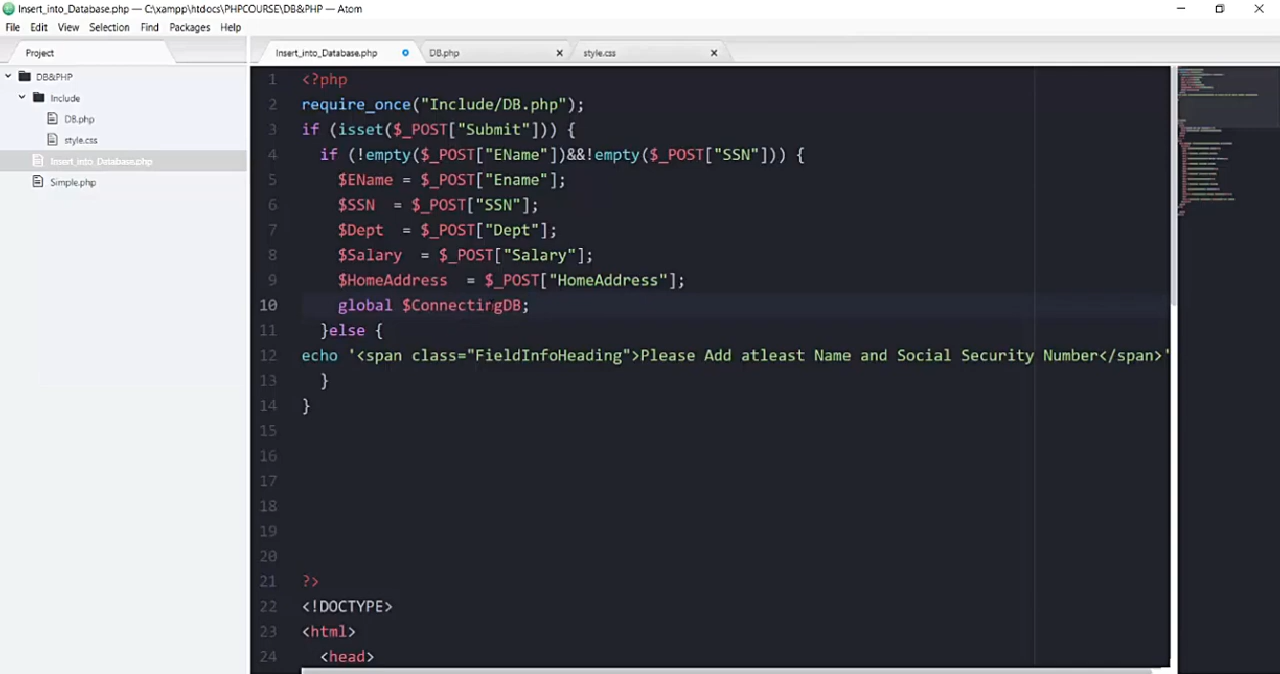 Insert_into_Database.php — C:\xampp\htdocs\PHPCOURSE\DB&PHP — Atom
File Edit View Selection Find Packages Help
Project
Insert_into_Database.php DB.php style.css
DB&PHP
Include
DB.php
style.css
Insert_into_Database.php
Simple.php
1 <?php
2 require_once("Include/DB.php");
3 if (isset($_POST["Submit"])) {
4 if (!empty($_POST["EName"])&&!empty($_POST["SSN"])) {
5 $EName = $_POST["Ename"];
6 $SSN = $_POST["SSN"];
7 $Dept = $_POST["Dept"];
8 $Salary = $_POST["Salary"];
9 $HomeAddress = $_POST["HomeAddress"];
10 global $ConnectingDB;
11 }else {
12 echo '<span class="FieldInfoHeading">Please Add atleast Name and Social Security Number</span>'
13 }
14 }
15
16
17
18
19
20
21 ?>
22 <!DOCTYPE>
23 <html>
24 <head>